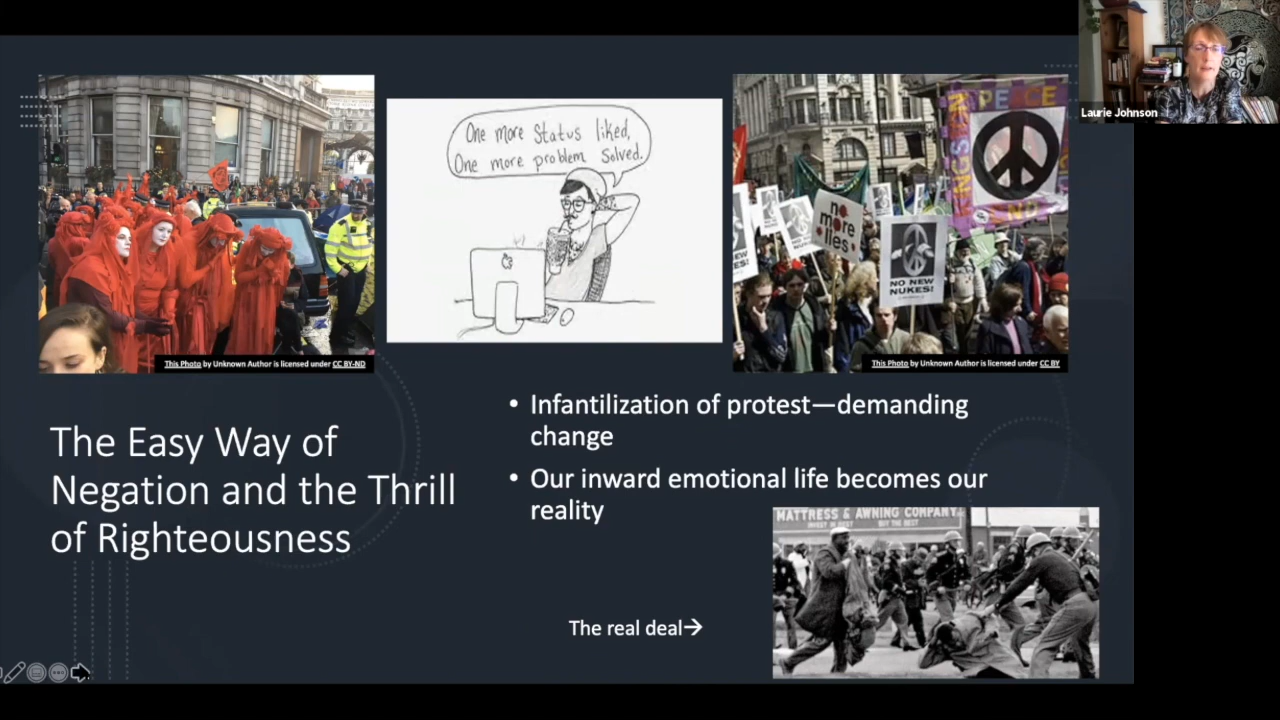 Laurie Johnson
One more Status liked,
One more problem Solved.
PEACE
no
more
lies
NO NEW
NUKES!
This Photo by Unknown Author is licensed under CC BY-ND
This Photo by Unknown Author is licensed under CC BY
The Easy Way of
Negation and the Thrill
of Righteousness
• Infantilization of protest—demanding
change
• Our inward emotional life becomes our
reality
MATTRESS & AWNING COMPANY
INVEST IN REST BUY THE BEST
The real deal→